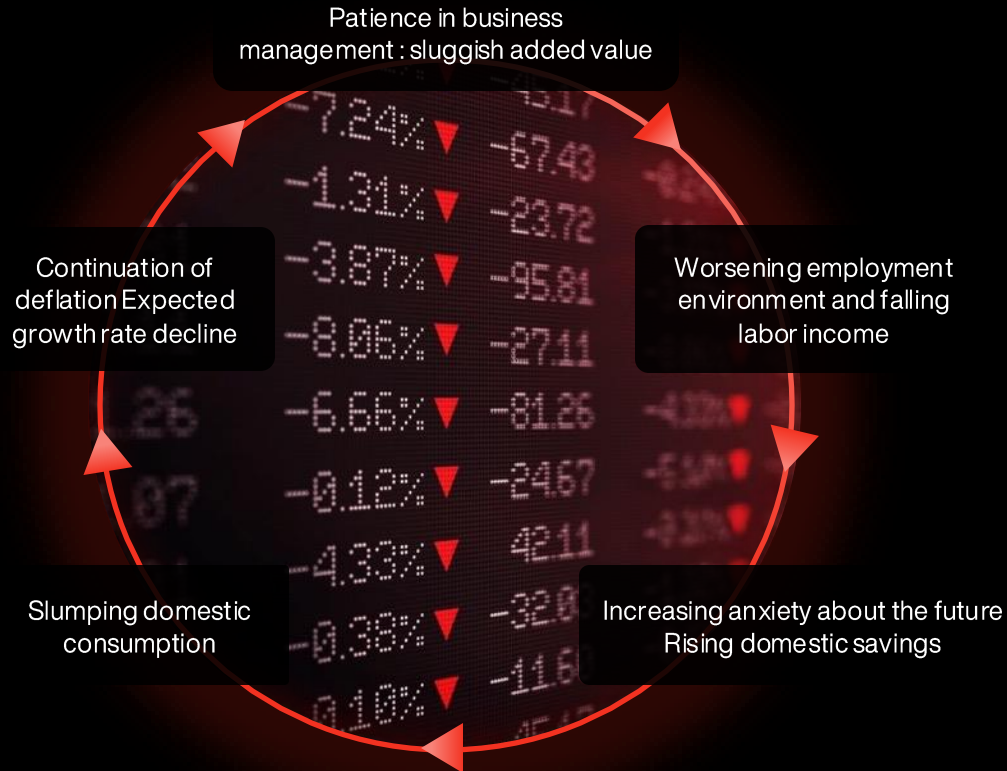 Patience in business
management : sluggish added value
-7.24%
-1.31%
-3.87%
-8.06%
-6.66%
-0.12%
-4.33%
-0.38%
-67.43
-23.72
-95.81
-27.11
-81.26
-24.67
42.11
Worsening employment
environment and falling
labor income
Increasing anxiety about the future
Rising domestic savings
Slumping domestic
consumption
Continuation of
deflation Expected
growth rate decline
26
07